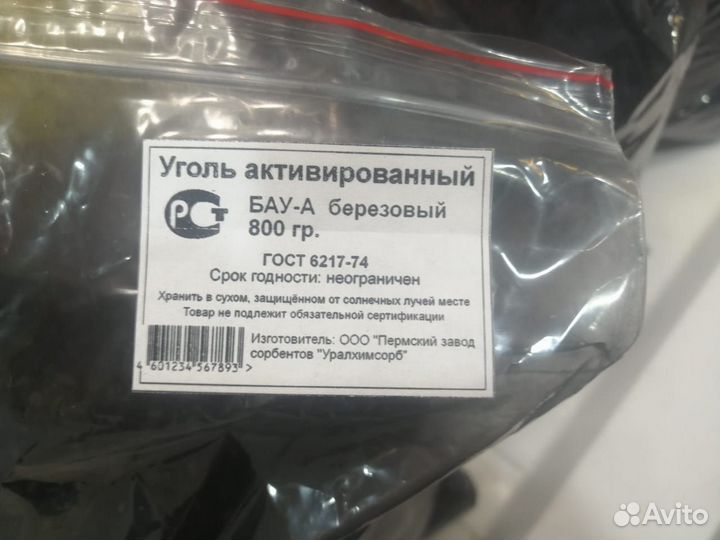 Уголь активированный
РСТ
БАУ-А березовый
800 гр.
ГОСТ 6217-74
Срок годности: неограничен
Хранить в сухом, защищённом от солнечных лучей месте
Товар не подлежит обязательной сертификации
Изготовитель: ООО "Пермский завод
сорбентов "Уралхимсорб"
4 601234 567893 >
Avito